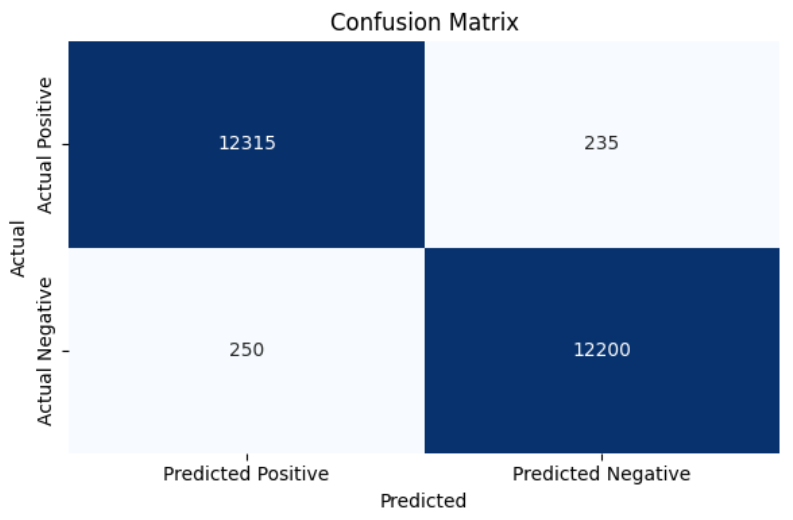 Confusion Matrix
Actual
Actual Positive
12315
235
Actual Negative
250
12200
Predicted Positive
Predicted Negative
Predicted